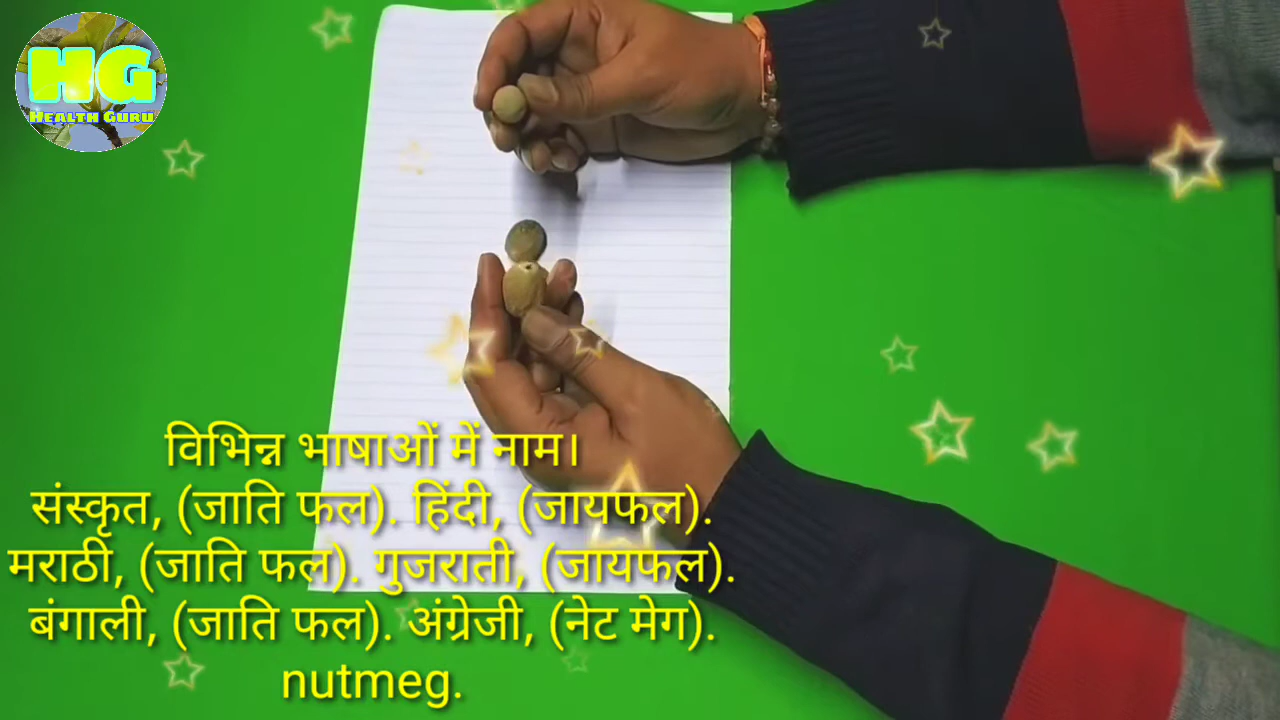 HG
HEALTH GURU
विभिन्न भाषाओं में नाम।
संस्कृत, (जाति फल). हिंदी, (जायफल).
मराठी, (जाति फल). गुजराती, (जायफल).
बंगाली, (जाति फल). अंग्रेजी, (नेट मेग).
nutmeg.